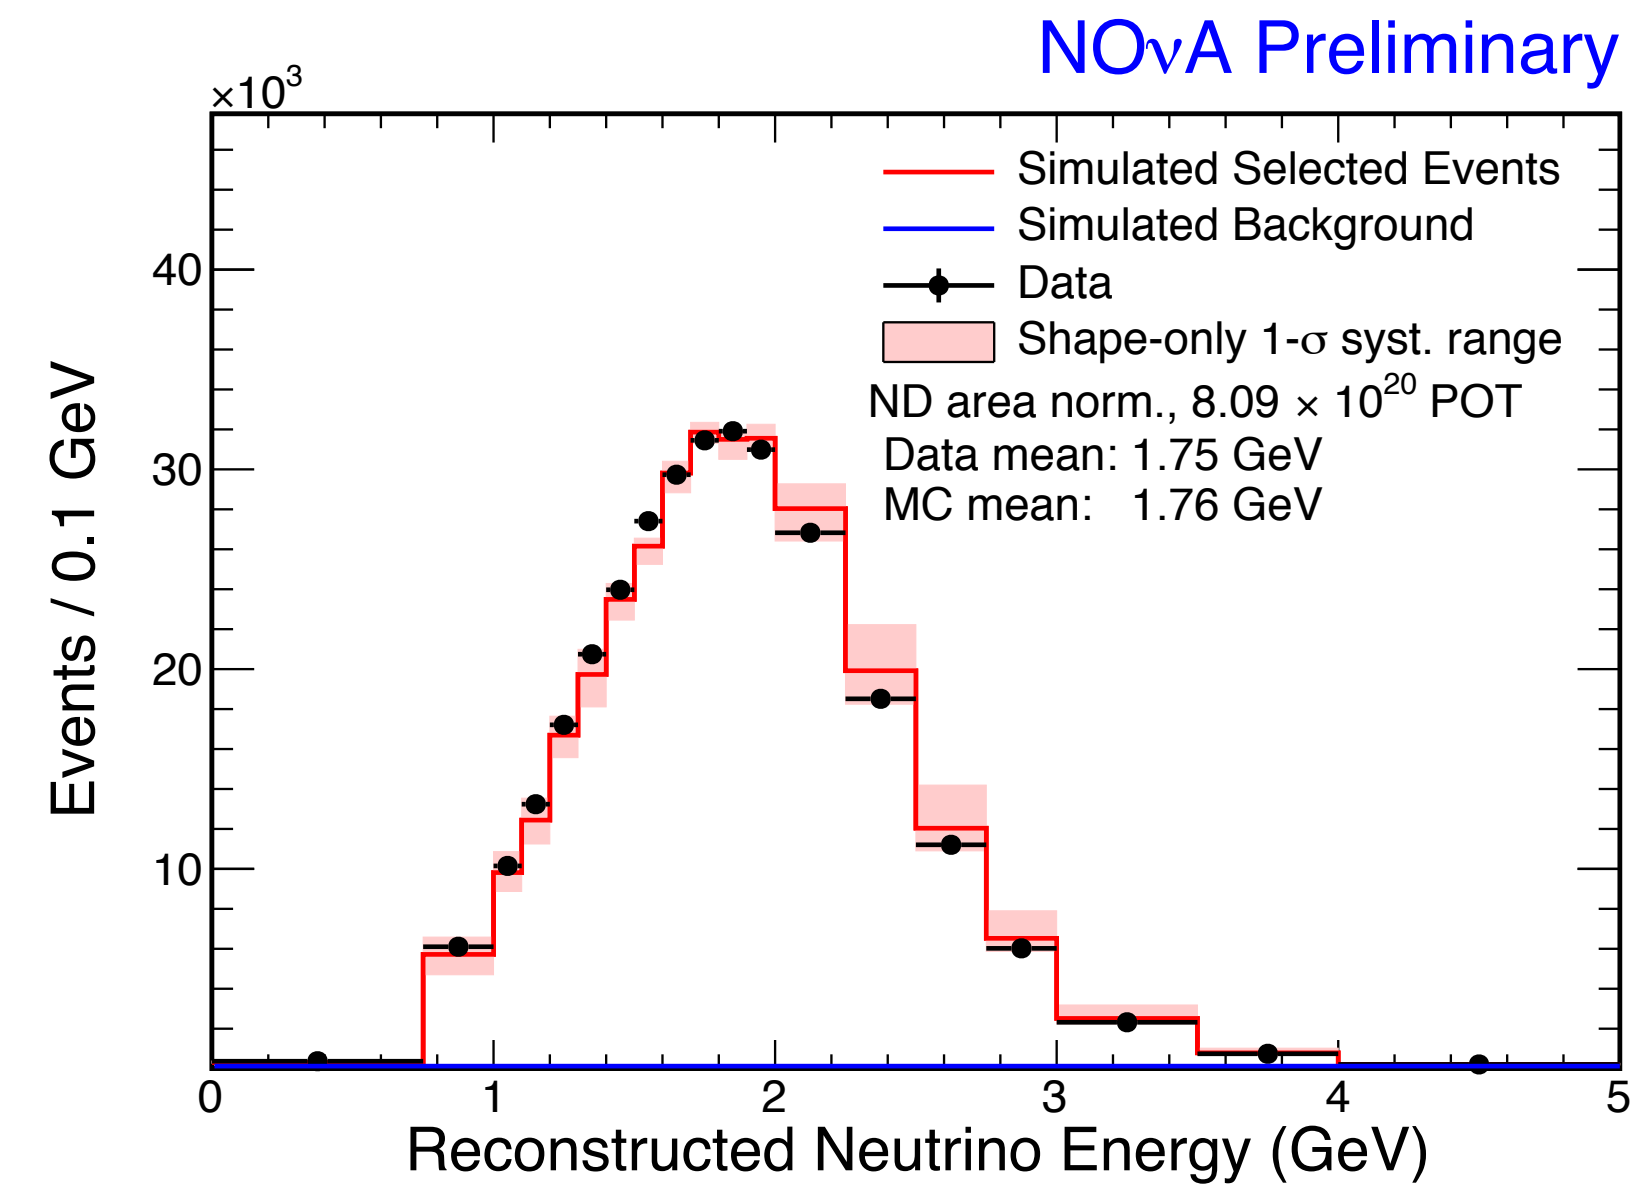 NOνA Preliminary
×10³
Simulated Selected Events
Simulated Background
Data
Shape-only 1-σ syst. range
ND area norm., 8.09 × 10²⁰ POT
Data mean: 1.75 GeV
MC mean: 1.76 GeV
40
30
20
10
Events / 0.1 GeV
0 1 2 3 4 5
Reconstructed Neutrino Energy (GeV)